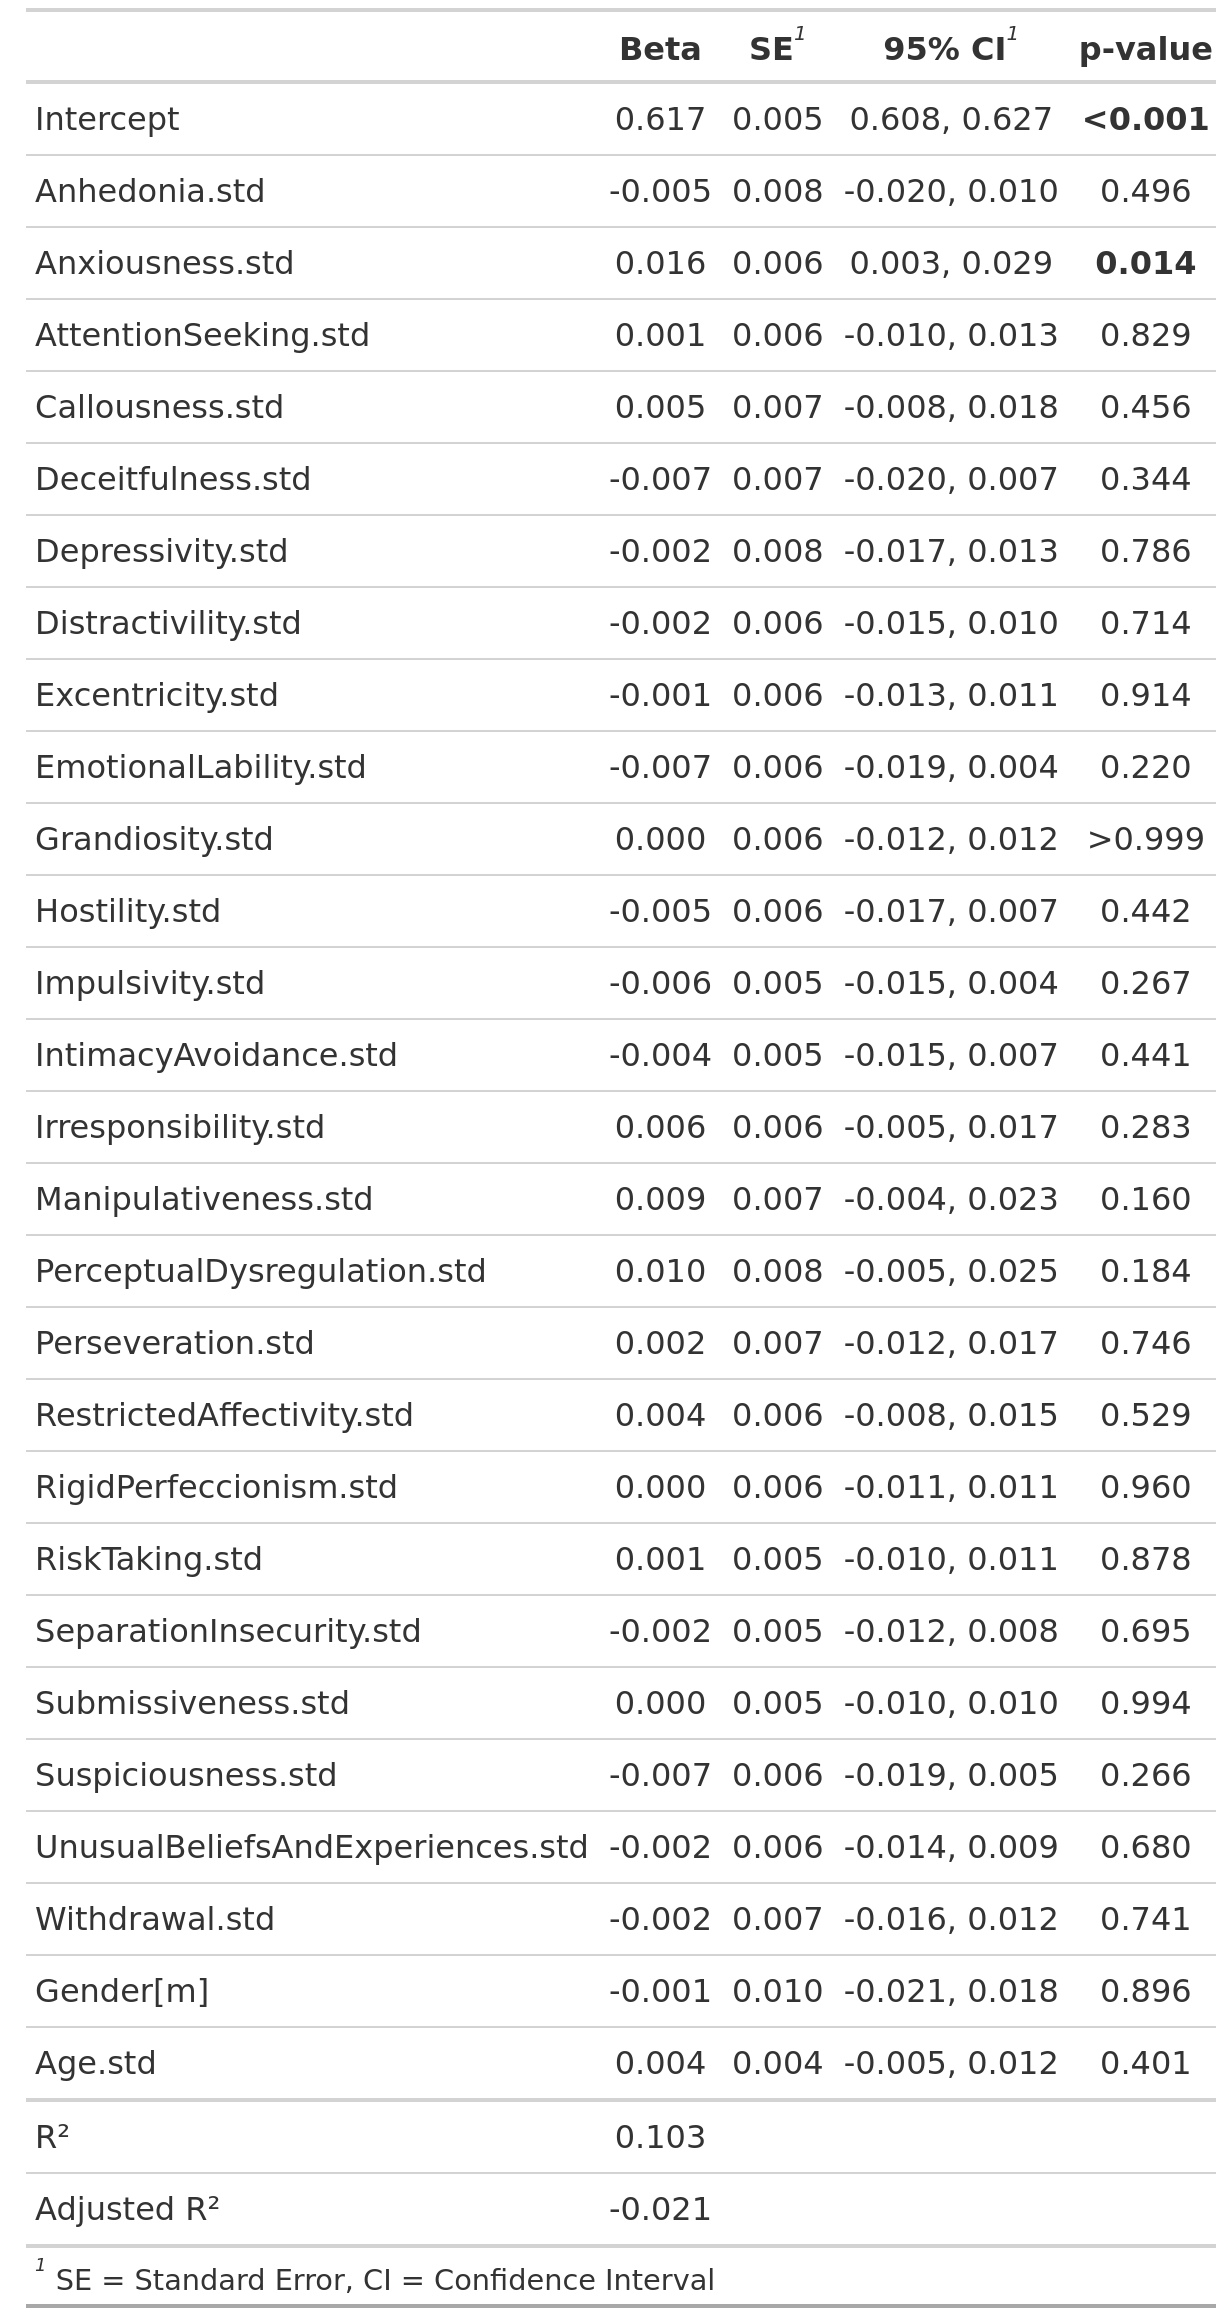 Beta SE1 95% CI1 p-value
Intercept 0.617 0.005 0.608, 0.627 <0.001
Anhedonia.std -0.005 0.008 -0.020, 0.010 0.496
Anxiousness.std 0.016 0.006 0.003, 0.029 0.014
AttentionSeeking.std 0.001 0.006 -0.010, 0.013 0.829
Callousness.std 0.005 0.007 -0.008, 0.018 0.456
Deceitfulness.std -0.007 0.007 -0.020, 0.007 0.344
Depressivity.std -0.002 0.008 -0.017, 0.013 0.786
Distractivility.std -0.002 0.006 -0.015, 0.010 0.714
Excentricity.std -0.001 0.006 -0.013, 0.011 0.914
EmotionalLability.std -0.007 0.006 -0.019, 0.004 0.220
Grandiosity.std 0.000 0.006 -0.012, 0.012 >0.999
Hostility.std -0.005 0.006 -0.017, 0.007 0.442
Impulsivity.std -0.006 0.005 -0.015, 0.004 0.267
IntimacyAvoidance.std -0.004 0.005 -0.015, 0.007 0.441
Irresponsibility.std 0.006 0.006 -0.005, 0.017 0.283
Manipulativeness.std 0.009 0.007 -0.004, 0.023 0.160
PerceptualDysregulation.std 0.010 0.008 -0.005, 0.025 0.184
Perseveration.std 0.002 0.007 -0.012, 0.017 0.746
RestrictedAffectivity.std 0.004 0.006 -0.008, 0.015 0.529
RigidPerfeccionism.std 0.000 0.006 -0.011, 0.011 0.960
RiskTaking.std 0.001 0.005 -0.010, 0.011 0.878
SeparationInsecurity.std -0.002 0.005 -0.012, 0.008 0.695
Submissiveness.std 0.000 0.005 -0.010, 0.010 0.994
Suspiciousness.std -0.007 0.006 -0.019, 0.005 0.266
UnusualBeliefsAndExperiences.std -0.002 0.006 -0.014, 0.009 0.680
Withdrawal.std -0.002 0.007 -0.016, 0.012 0.741
Gender[m] -0.001 0.010 -0.021, 0.018 0.896
Age.std 0.004 0.004 -0.005, 0.012 0.401
R² 0.103
Adjusted R² -0.021
1 SE = Standard Error, CI = Confidence Interval